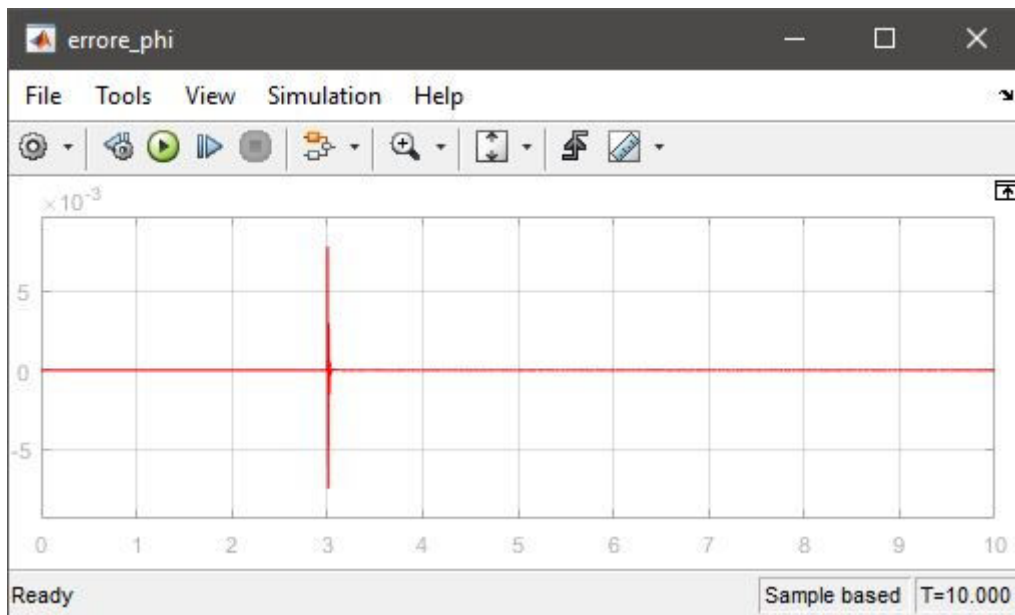 errore_phi
File Tools View Simulation Help
×10-3
5
0
-5
0 1 2 3 4 5 6 7 8 9 10
Ready Sample based T=10.000